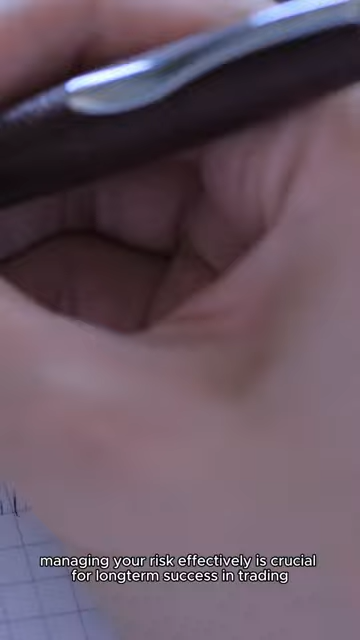 managing your risk effectively is crucial
for longterm success in trading